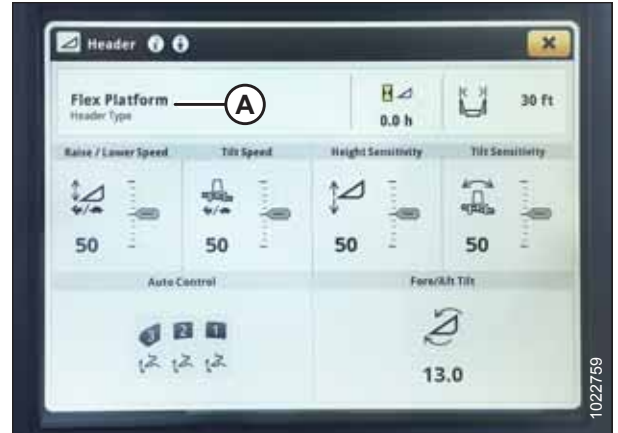 Header
Flex Platform
Header Type
A
0.0 h
30 ft
Raise / Lower Speed
Tilt Speed
Height Sensitivity
Tilt Sensitivity
50
50
50
50
Auto Control
Fore/Aft Tilt
3 2 1
13.0
1022759